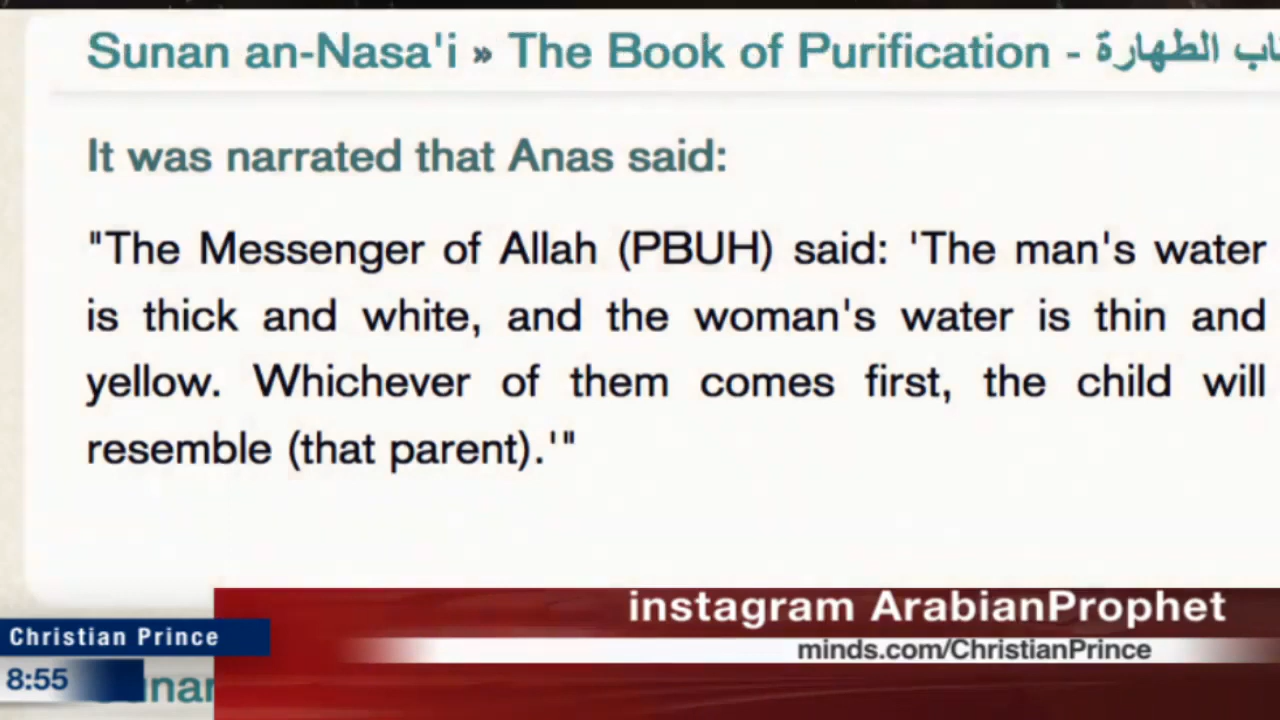 Sunan an-Nasa'i » The Book of Purification - الطهارة
It was narrated that Anas said:
"The Messenger of Allah (PBUH) said: 'The man's water
is thick and white, and the woman's water is thin and
yellow. Whichever of them comes first, the child will
resemble (that parent).'"
instagram ArabianProphet
Christian Prince
minds.com/ChristianPrince
8:55